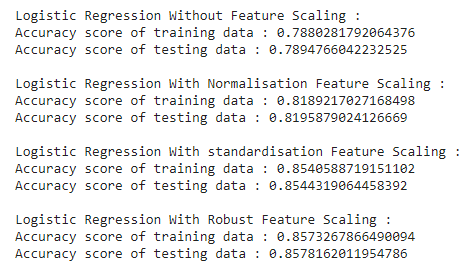 Logistic Regression Without Feature Scaling :
Accuracy score of training data : 0.7880281792064376
Accuracy score of testing data : 0.7894766042232525
Logistic Regression With Normalisation Feature Scaling :
Accuracy score of training data : 0.8189217027168498
Accuracy score of testing data : 0.8195879024126669
Logistic Regression With standardisation Feature Scaling :
Accuracy score of training data : 0.8540588719151102
Accuracy score of testing data : 0.8544319064458392
Logistic Regression With Robust Feature Scaling :
Accuracy score of training data : 0.8573267866490094
Accuracy score of testing data : 0.8578162011954786